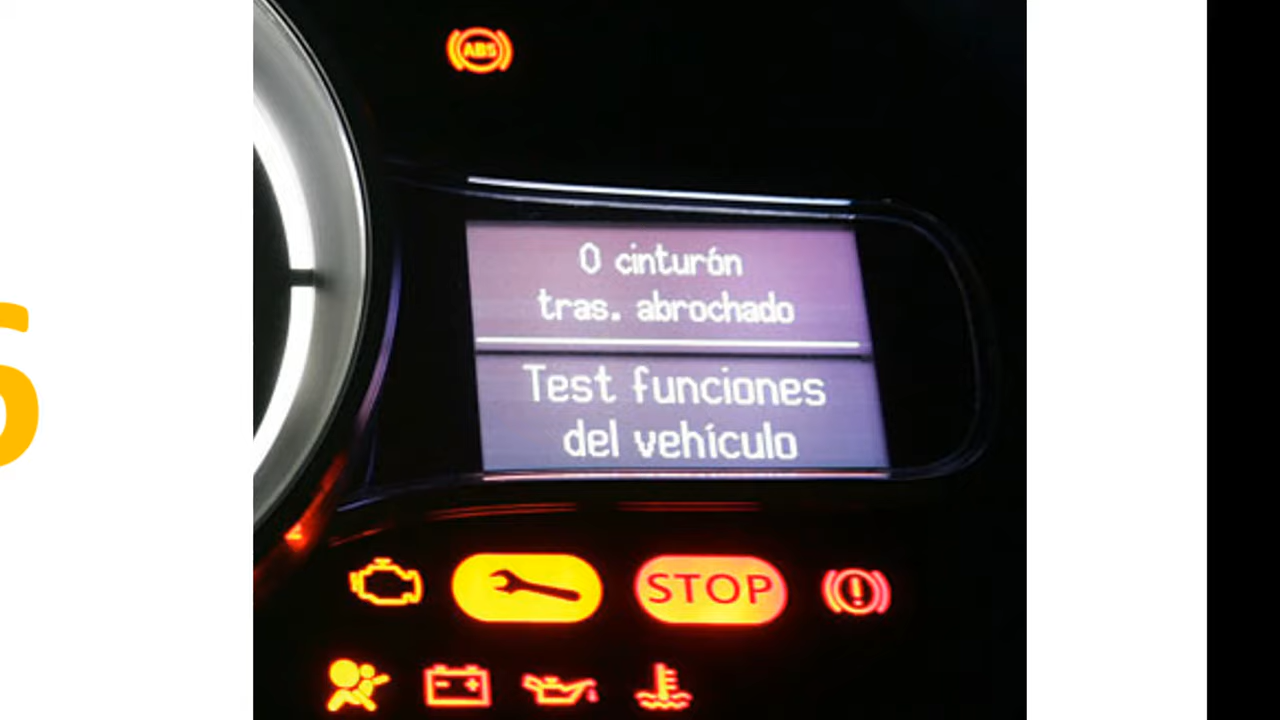 ABS
0 cinturón
tras. abrochado
Test funciones
del vehículo
STOP